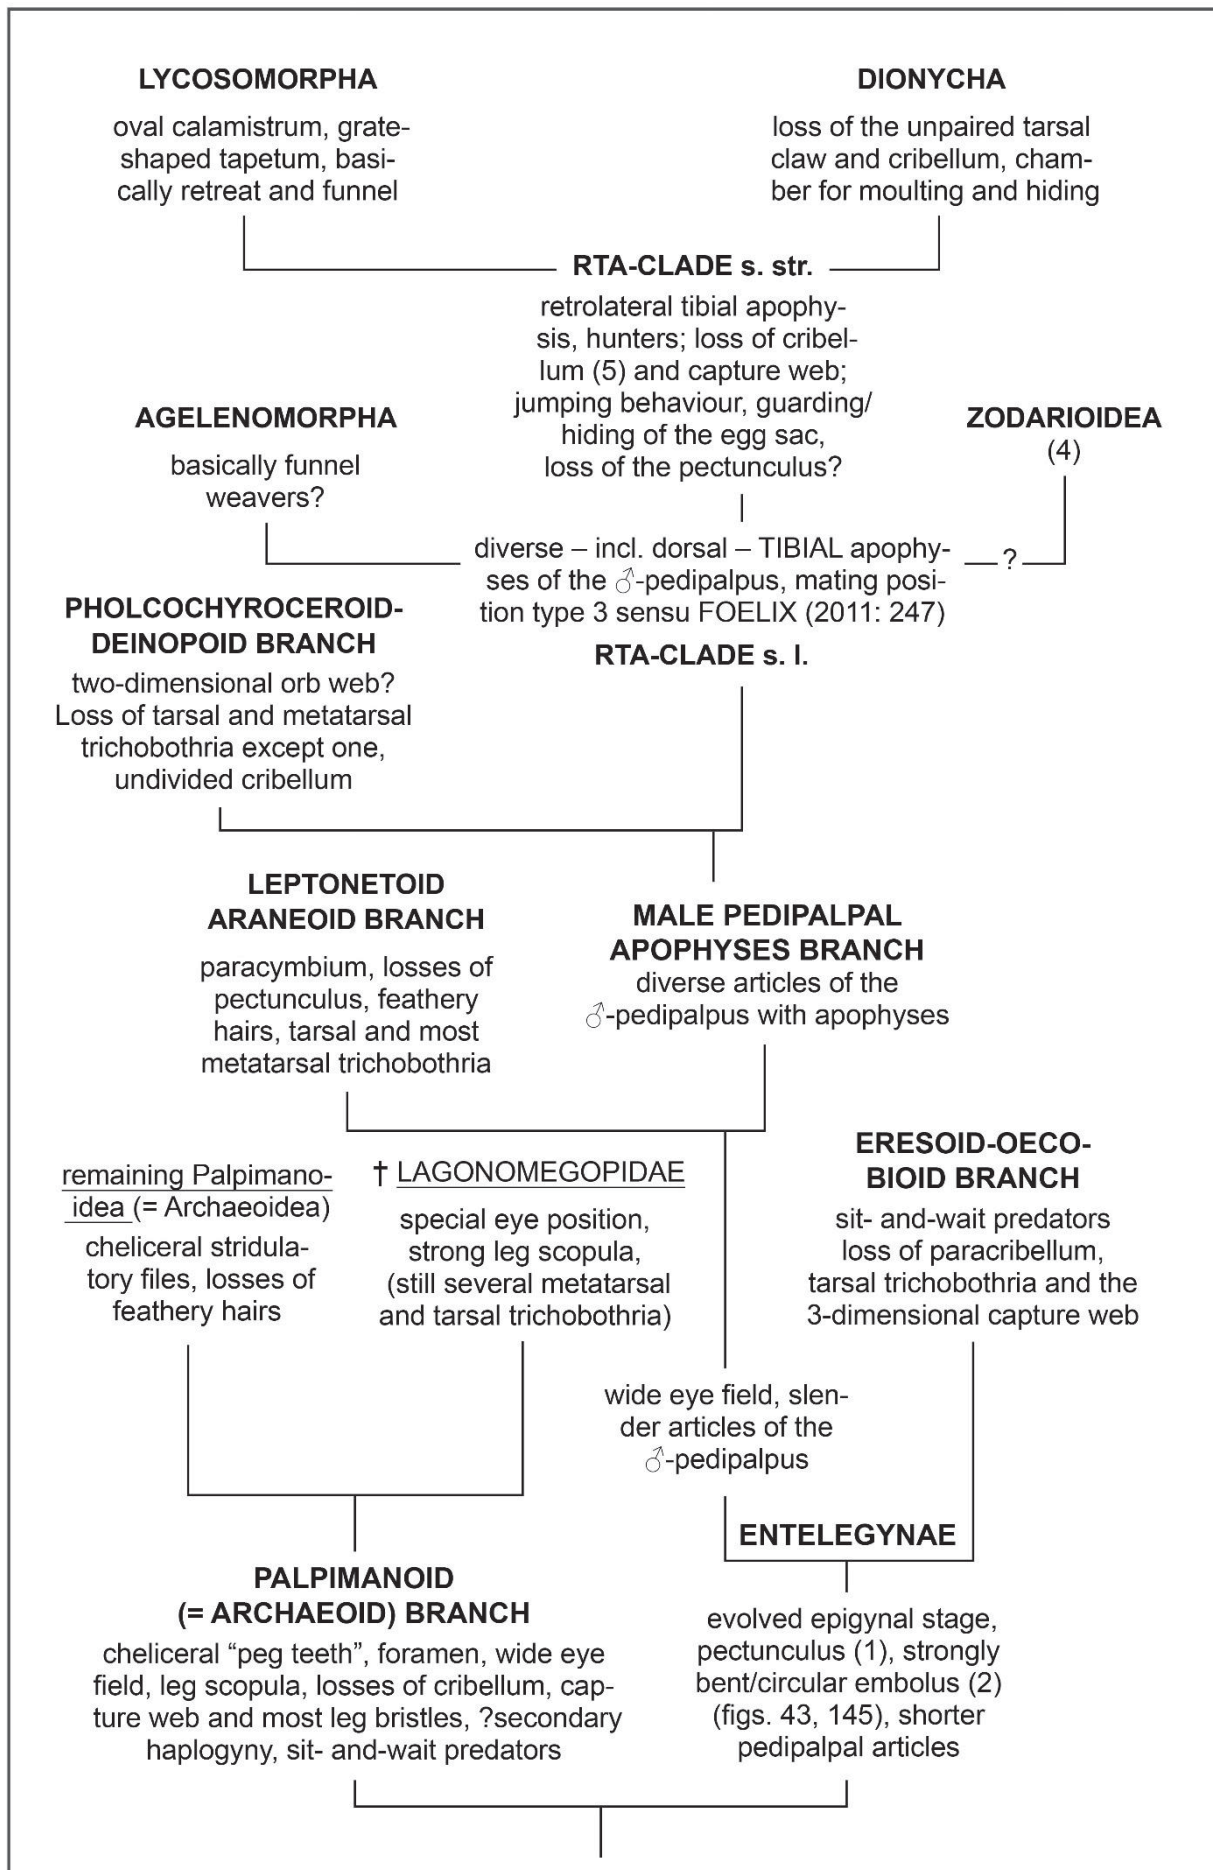 LYCOSOMORPHA
oval calamistrum, grate-
shaped tapetum, basi-
cally retreat and funnel
DIONYCHA
loss of the unpaired tarsal
claw and cribellum, cham-
ber for moulting and hiding
RTA-CLADE s. str.
retrolateral tibial apophy-
sis, hunters; loss of cribel-
lum (5) and capture web;
jumping behaviour, guarding/
hiding of the egg sac,
loss of the pectunculus?
AGELENOMORPHA
basically funnel
weavers?
ZODARIOIDEA
(4)
diverse – incl. dorsal – TIBIAL apophy-
ses of the ♂-pedipalpus, mating posi-
tion type 3 sensu FOELIX (2011: 247)
?
RTA-CLADE s. l.
PHOLCOCHYROCEROID-
DEINOPOID BRANCH
two-dimensional orb web?
Loss of tarsal and metatarsal
trichobothria except one,
undivided cribellum
LEPTONETOID
ARANEOID BRANCH
paracymbium, losses of
pectunculus, feathery
hairs, tarsal and most
metatarsal trichobothria
MALE PEDIPALPAL
APOPHYSES BRANCH
diverse articles of the
♂-pedipalpus with apophyses
remaining Palpimano-
idea (= Archaeoidea)
cheliceral stridula-
tory files, losses of
feathery hairs
† LAGONOMEGOPIDAE
special eye position,
strong leg scopula,
(still several metatarsal
and tarsal trichobothria)
ERESOID-OECO-
BIOID BRANCH
sit- and-wait predators
loss of paracribellum,
tarsal trichobothria and the
3-dimensional capture web
wide eye field, slen-
der articles of the
♂-pedipalpus
ENTELEGYNAE
evolved epigynal stage,
pectunculus (1), strongly
bent/circular embolus (2)
(figs. 43, 145), shorter
pedipalpal articles
PALPIMANOID
(= ARCHAEOID) BRANCH
cheliceral “peg teeth”, foramen, wide eye
field, leg scopula, losses of cribellum, cap-
ture web and most leg bristles, ?secondary
haplogyny, sit- and-wait predators